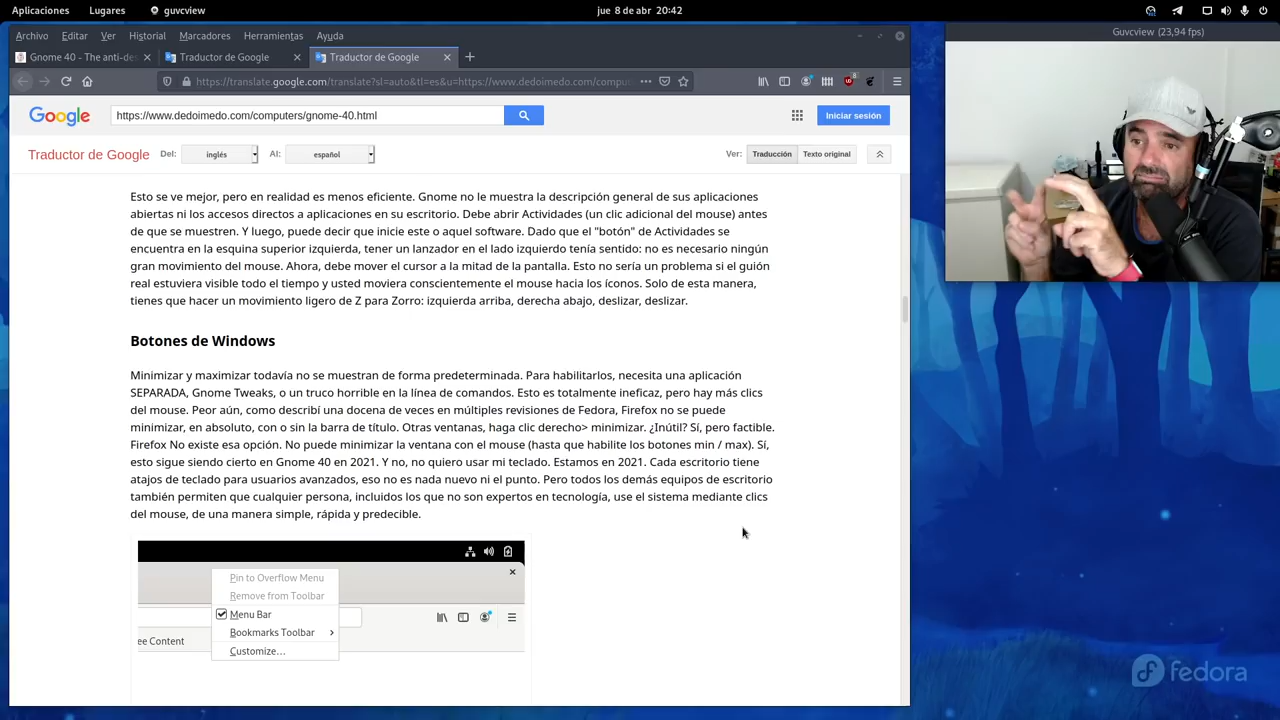 Aplicaciones Lugares guvcview jue 8 de abr 20:42
Archivo Editar Ver Historial Marcadores Herramientas Ayuda
Guvcview (23,94 fps)
Gnome 40 - The anti-des Traductor de Google Traductor de Google
https://translate.google.com/translate?sl=auto&tl=es&u=https://www.dedoimedo.com/comput
8
Google https://www.dedoimedo.com/computers/gnome-40.html Iniciar sesión
Traductor de Google Del: inglés Al: español Ver: Traducción Texto original
Esto se ve mejor, pero en realidad es menos eficiente. Gnome no le muestra la descripción general de sus aplicaciones
abiertas ni los accesos directos a aplicaciones en su escritorio. Debe abrir Actividades (un clic adicional del mouse) antes
de que se muestren. Y luego, puede decir que inicie este o aquel software. Dado que el "botón" de Actividades se
encuentra en la esquina superior izquierda, tener un lanzador en el lado izquierdo tenía sentido: no es necesario ningún
gran movimiento del mouse. Ahora, debe mover el cursor a la mitad de la pantalla. Esto no sería un problema si el guión
real estuviera visible todo el tiempo y usted moviera conscientemente el mouse hacia los íconos. Solo de esta manera,
tienes que hacer un movimiento ligero de Z para Zorro: izquierda arriba, derecha abajo, deslizar, deslizar.
Botones de Windows
Minimizar y maximizar todavía no se muestran de forma predeterminada. Para habilitarlos, necesita una aplicación
SEPARADA, Gnome Tweaks, o un truco horrible en la línea de comandos. Esto es totalmente ineficaz, pero hay más clics
del mouse. Peor aún, como describí una docena de veces en múltiples revisiones de Fedora, Firefox no se puede
minimizar, en absoluto, con o sin la barra de título. Otras ventanas, haga clic derecho> minimizar. ¿Inútil? Sí, pero factible.
Firefox No existe esa opción. No puede minimizar la ventana con el mouse (hasta que habilite los botones min / max). Sí,
esto sigue siendo cierto en Gnome 40 en 2021. Y no, no quiero usar mi teclado. Estamos en 2021. Cada escritorio tiene
atajos de teclado para usuarios avanzados, eso no es nada nuevo ni el punto. Pero todos los demás equipos de escritorio
también permiten que cualquier persona, incluidos los que no son expertos en tecnología, use el sistema mediante clics
del mouse, de una manera simple, rápida y predecible.
Pin to Overflow Menu
Remove from Toolbar
Menu Bar
Bookmarks Toolbar
Customize…
ee Content
fedora